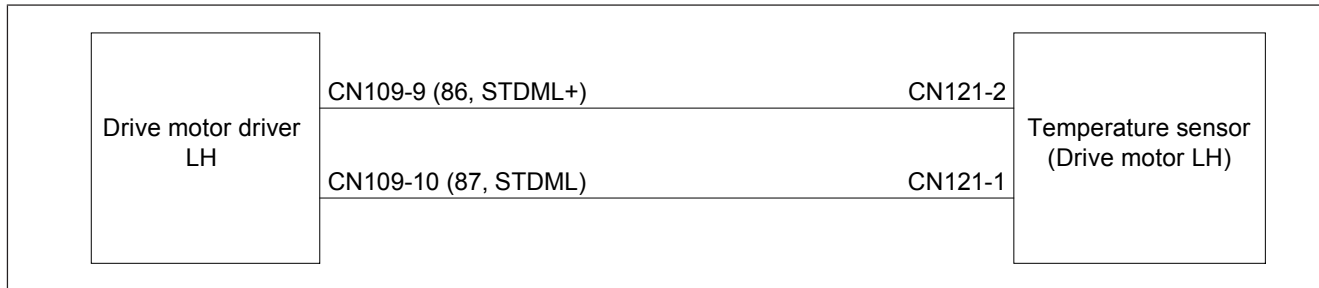 CN109-9 (86, STDML+)
CN121-2
Drive motor driver
LH
Temperature sensor
(Drive motor LH)
CN109-10 (87, STDML)
CN121-1